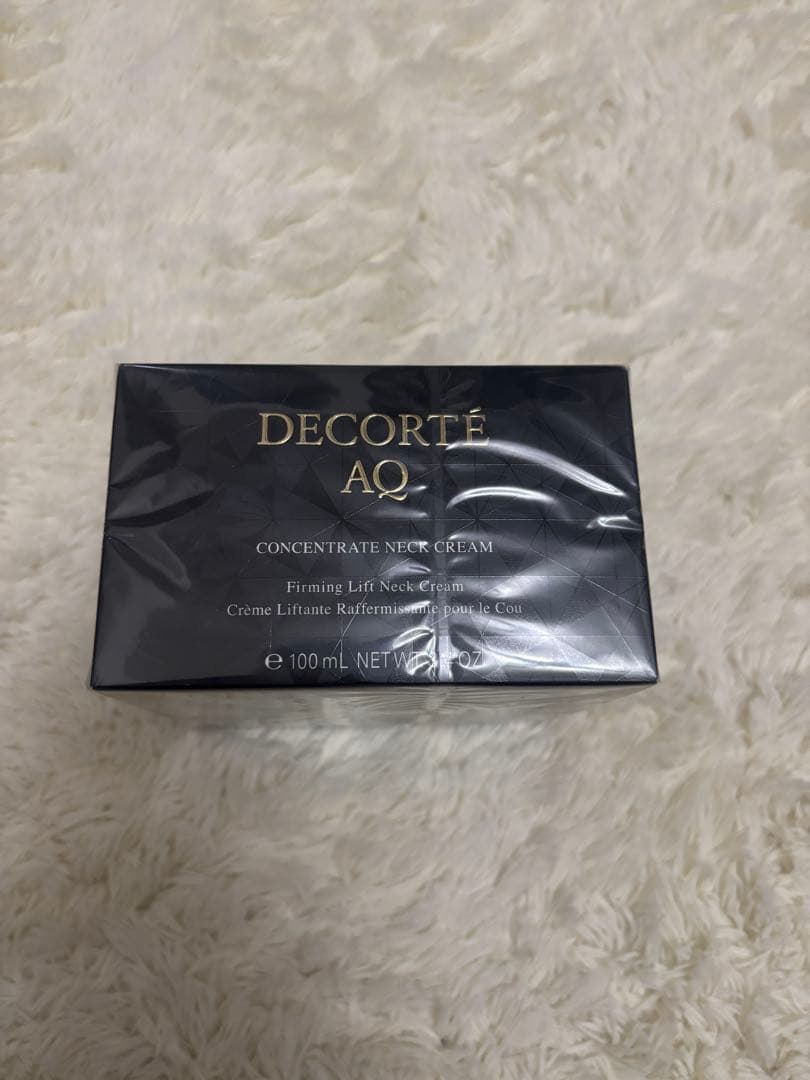 DECORTÉ
AQ
CONCENTRATE NECK CREAM
Firming Lift Neck Cream
Crème Liftante Raffermissante pour le Cou
℮ 100 mL NET WT. OZ